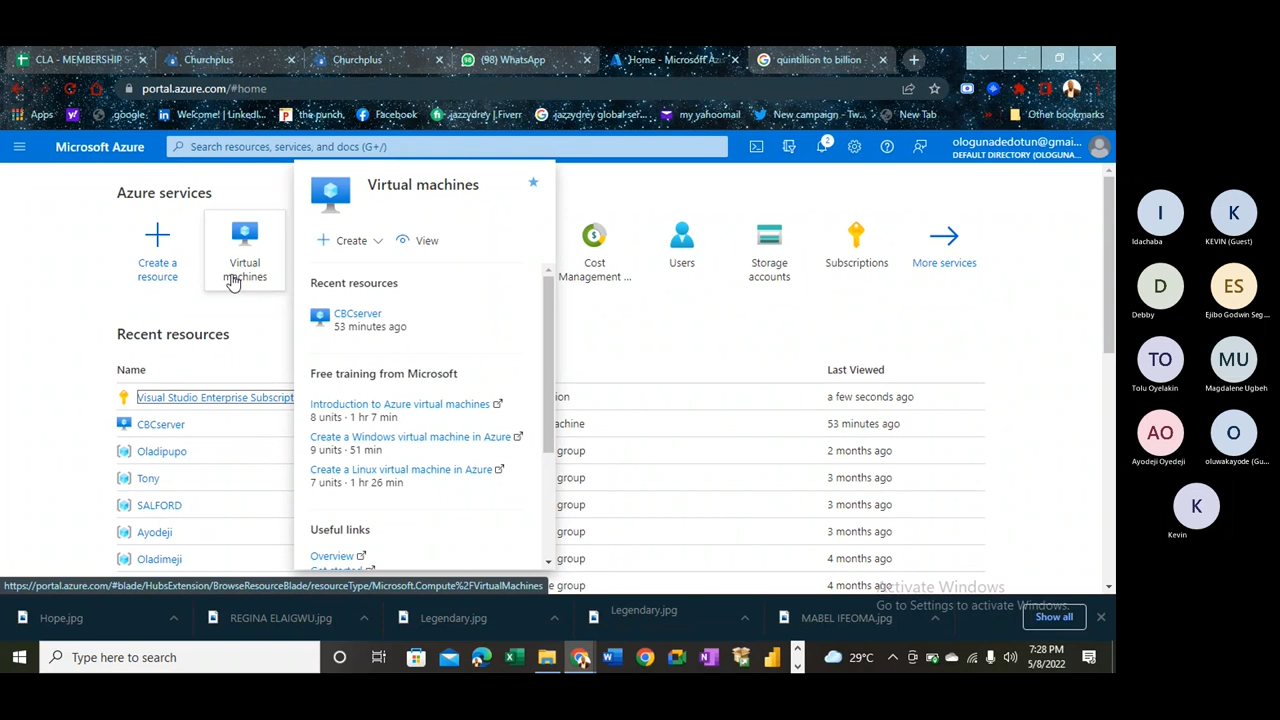 CLA - MEMBERSHIP S
Churchplus
Churchplus
(98) WhatsApp
Home - Microsoft Az
quintillion to billion -
portal.azure.com/#home
Apps
.google
Welcome! | LinkedI...
the punch,
Facebook
jazzydrey | Fiverr
jazzydrey global-ser...
my yahoomail
New campaign - Tw...
New Tab
Other bookmarks
Microsoft Azure
Search resources, services, and docs (G+/)
2
ologunadedotun@gmai...
DEFAULT DIRECTORY (OLOGUNA...
Azure services
Create a
resource
Virtual
machines
Virtual machines
Create
View
Recent resources
CBCserver
53 minutes ago
Free training from Microsoft
Introduction to Azure virtual machines
8 units · 1 hr 7 min
Create a Windows virtual machine in Azure
9 units · 51 min
Create a Linux virtual machine in Azure
7 units · 1 hr 26 min
Useful links
Overview
Cost
Management ...
Users
Storage
accounts
Subscriptions
More services
Recent resources
Name
Last Viewed
Visual Studio Enterprise Subscript
a few seconds ago
CBCserver
53 minutes ago
Oladipupo
group
2 months ago
Tony
group
3 months ago
SALFORD
group
3 months ago
Ayodeji
group
3 months ago
Oladimeji
group
4 months ago
group
4 months ago
https://portal.azure.com/#blade/HubsExtension/BrowseResourceBlade/resourceType/Microsoft.Compute%2FVirtualMachines
Activate Windows
Go to Settings to activate Windows.
Hope.jpg
REGINA ELAIGWU.jpg
Legendary.jpg
Legendary.jpg
MABEL IFEOMA.jpg
Show all
Type here to search
29°C
7:28 PM
5/8/2022
I
Idachaba
K
KEVIN (Guest)
D
Debby
ES
Ejibo Godwin Seg...
TO
Tolu Oyelakin
MU
Magdalene Ugbeh
AO
Ayodeji Oyedeji
O
oluwakayode (Gu...
K
Kevin